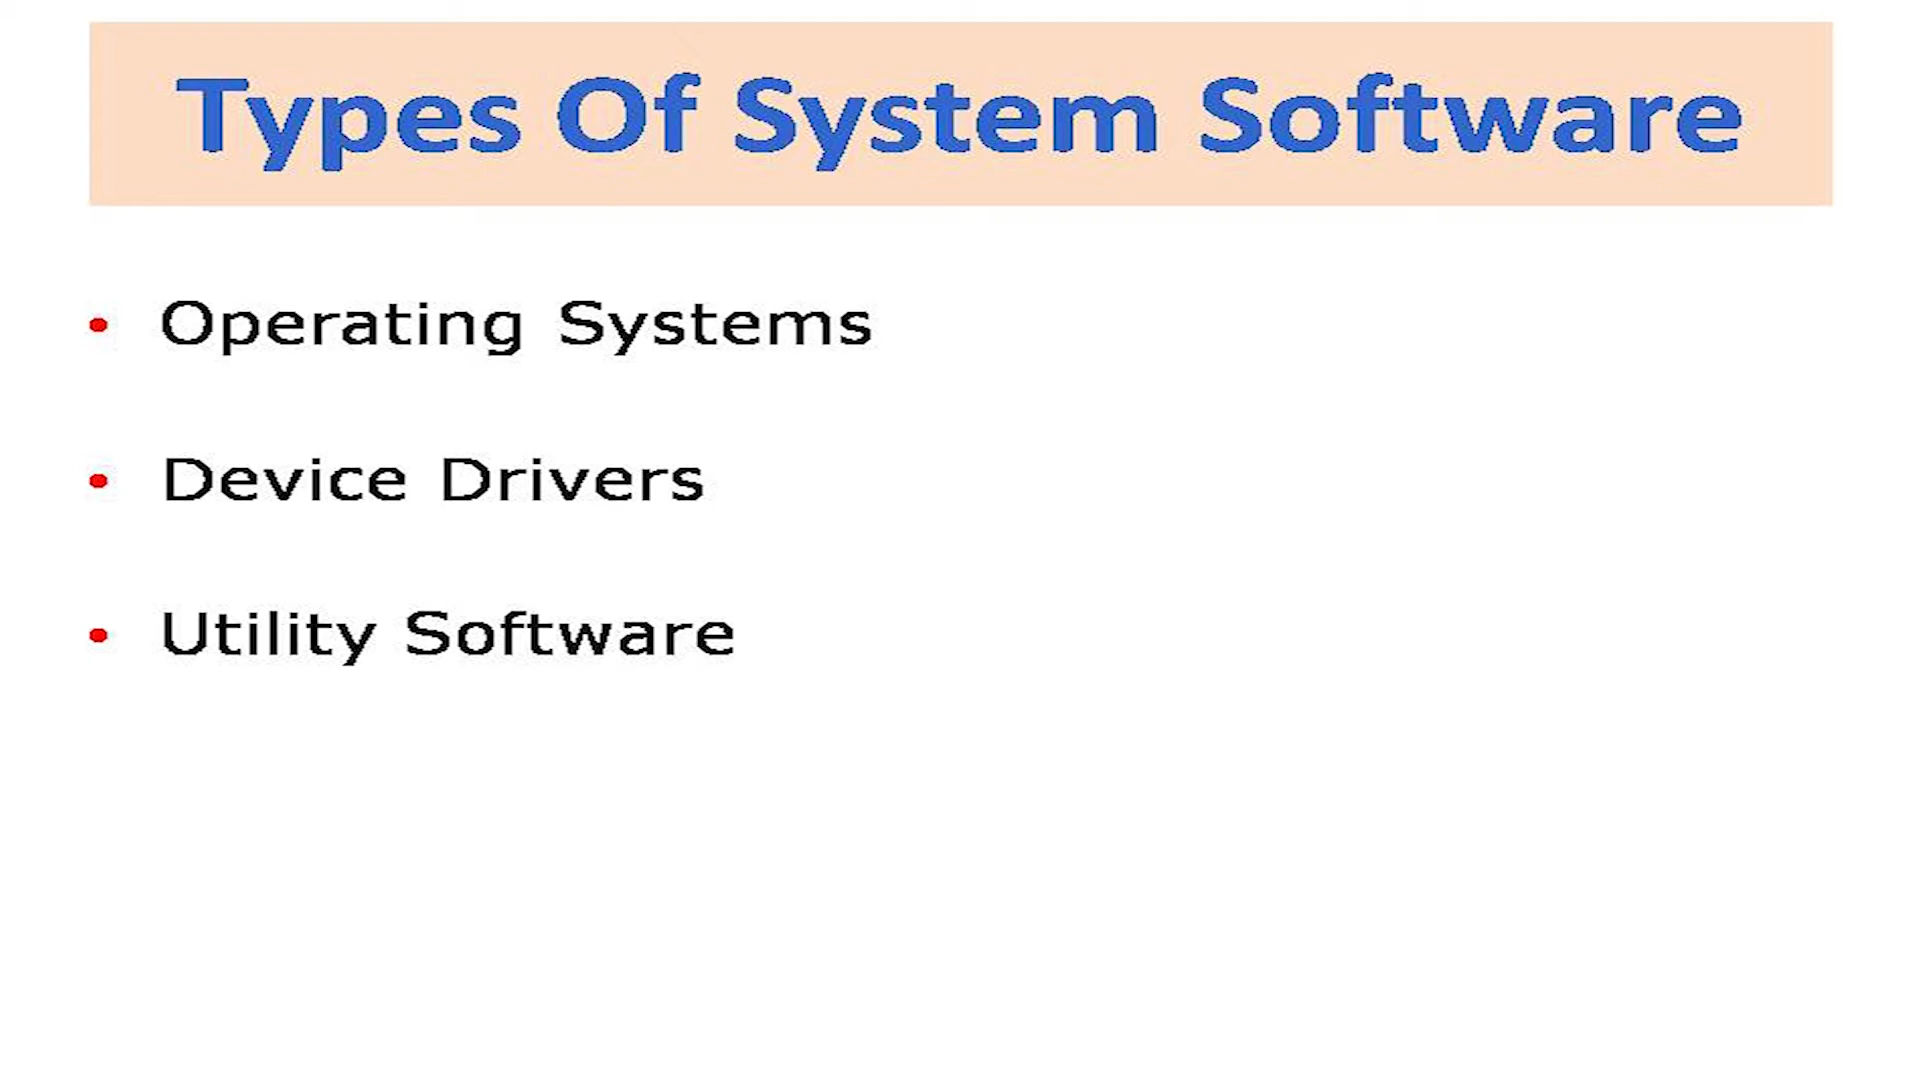 Types Of System Software
• Operating Systems
• Device Drivers
• Utility Software